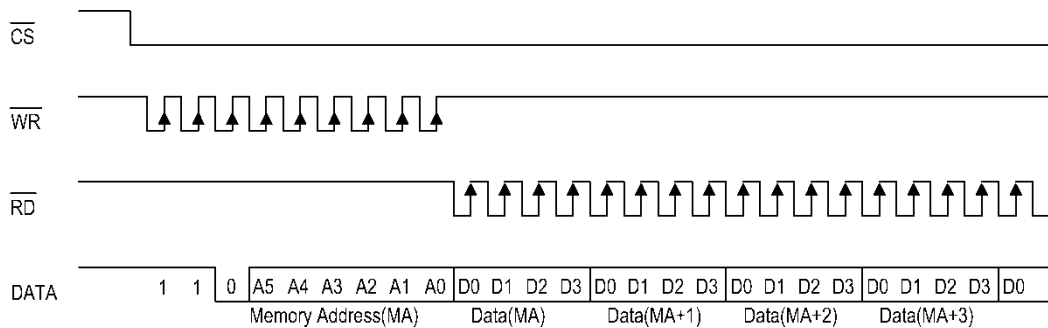 CS
WR
RD
DATA 1 1 0 A5 A4 A3 A2 A1 A0 D0 D1 D2 D3 D0 D1 D2 D3 D0 D1 D2 D3 D0 D1 D2 D3 D0
Memory Address(MA) Data(MA) Data(MA+1) Data(MA+2) Data(MA+3)